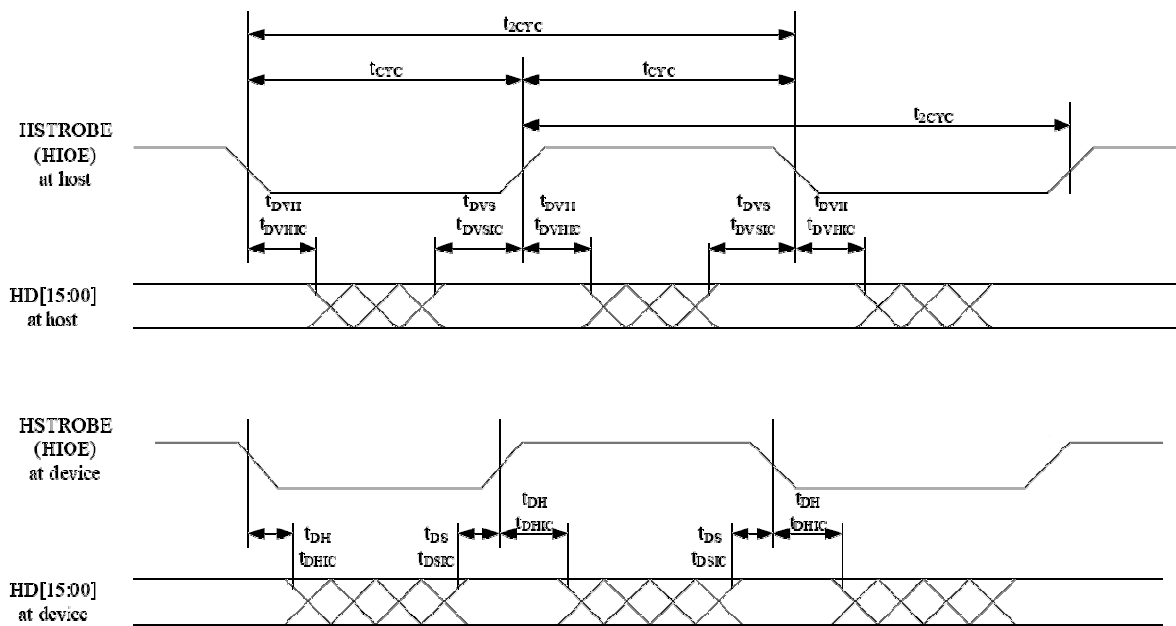 t2CYC
tCYC tCYC
t2CYC
HSTROBE
(HIOE)
at host
tDVH tDVS tDVH tDVS tDVH
tDVHIC tDVSIC tDVHIC tDVSIC tDVHIC
HD[15:00]
at host
HSTROBE
(HIOE)
at device
tDH tDH
tDHIC tDHIC
tDH tDS tDS
tDHIC tDSIC tDSIC
HD[15:00]
at device